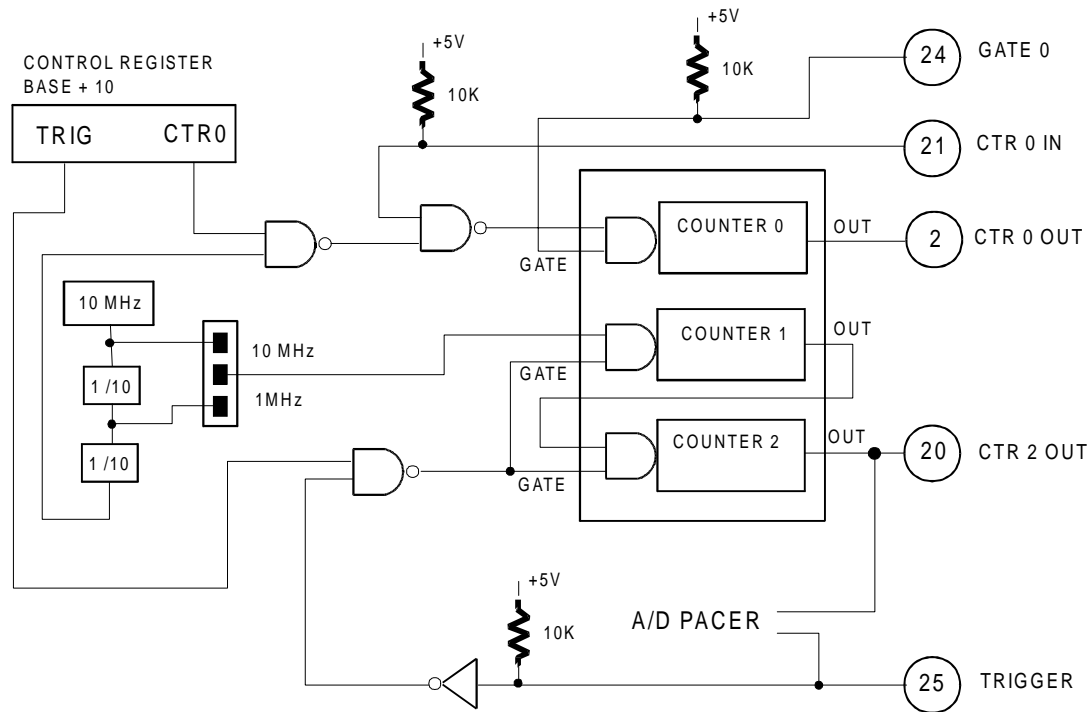 +5V
+5V
24
GATE 0
CONTROL REGISTER
BASE + 10
10K
10K
TRIG CTR0
21
CTR 0 IN
COUNTER 0
OUT
2
CTR 0 OUT
GATE
10 MHz
10 MHz
COUNTER 1
OUT
1 /10
GATE
1MHz
COUNTER 2
OUT
20
CTR 2 OUT
1 /10
GATE
+5V
10K
A/D PACER
25
TRIGGER